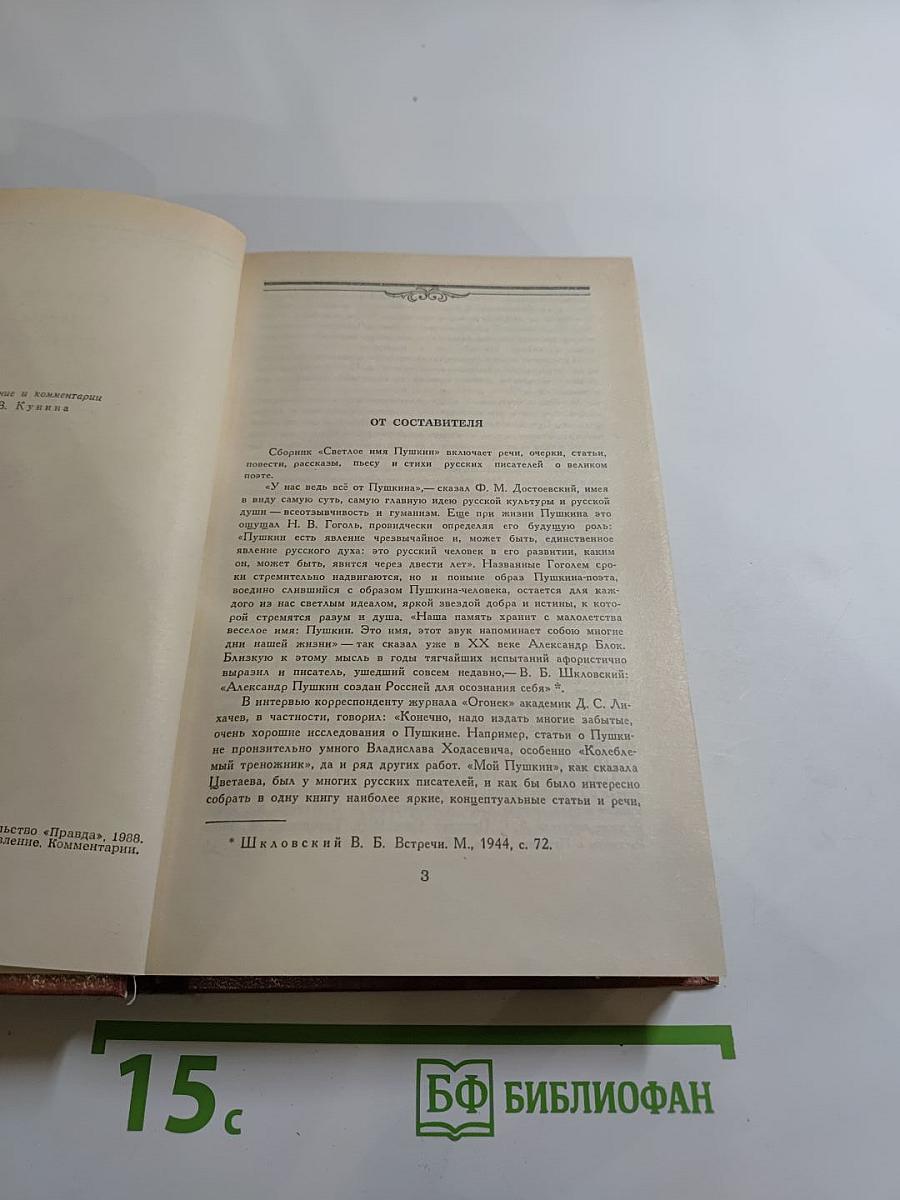 ние и комментарии
В. Кунина
льство «Правда», 1988.
вление. Комментарии.
ОТ СОСТАВИТЕЛЯ
Сборник «Светлое имя Пушкин» включает речи, очерки, статьи,
повести, рассказы, пьесу и стихи русских писателей о великом
поэте.
«У нас ведь всё от Пушкина»,— сказал Ф. М. Достоевский, имея
в виду самую суть, самую главную идею русской культуры и русской
души — всеотзывчивость и гуманизм. Еще при жизни Пушкина это
ощущал Н. В. Гоголь, провидчески определяя его будущую роль:
«Пушкин есть явление чрезвычайное и, может быть, единственное
явление русского духа: это русский человек в его развитии, каким
он, может быть, явится через двести лет». Названные Гоголем сро-
ки стремительно надвигаются, но и поныне образ Пушкина-поэта,
воедино слившийся с образом Пушкина-человека, остается для каж-
дого из нас светлым идеалом, яркой звездой добра и истины, к кото-
рой стремятся разум и душа. «Наша память хранит с малолетства
веселое имя: Пушкин. Это имя, этот звук напоминает собою многие
дни нашей жизни» — так сказал уже в XX веке Александр Блок.
Близкую к этому мысль в годы тягчайших испытаний афористично
выразил и писатель, ушедший совсем недавно,— В. Б. Шкловский:
«Александр Пушкин создан Россией для осознания себя» *.
В интервью корреспонденту журнала «Огонек» академик Д. С. Ли-
хачев, в частности, говорил: «Конечно, надо издать многие забытые,
очень хорошие исследования о Пушкине. Например, статьи о Пушки-
не пронзительно умного Владислава Ходасевича, особенно «Колебле-
мый треножник», да и ряд других работ. «Мой Пушкин», как сказала
Цветаева, был у многих русских писателей, и как бы было интересно
собрать в одну книгу наиболее яркие, концептуальные статьи и речи,
* Шкловский В. Б. Встречи. М., 1944, с. 72.
3
15 с
БФ БИБЛИОФАН